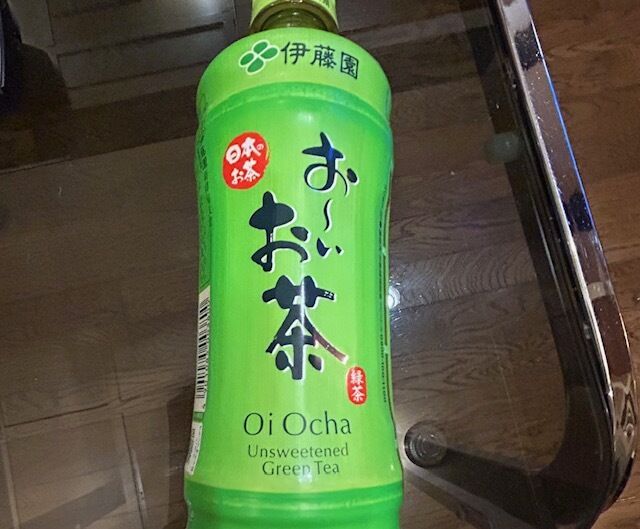 伊藤園
日本の
お茶
お〜い
お茶
緑茶
Oi Ocha
Unsweetened
Green Tea